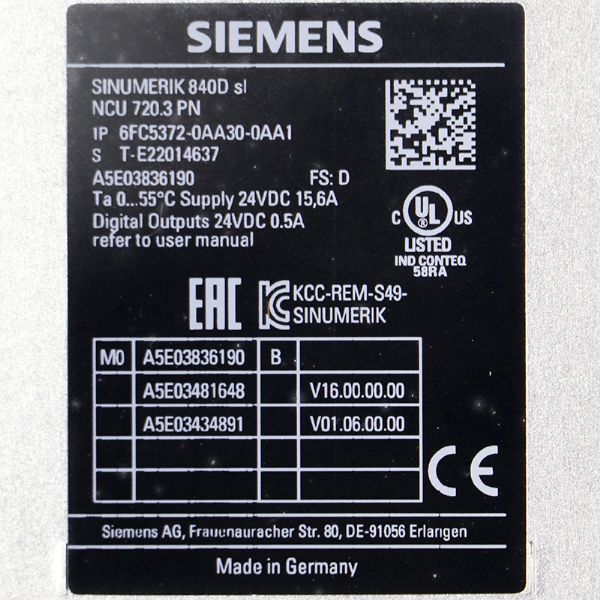 SIEMENS
SINUMERIK 840D sl
NCU 720.3 PN
1P 6FC5372-0AA30-0AA1
S T-E22014637
A5E03836190 FS: D
Ta 0...55°C Supply 24VDC 15,6A
Digital Outputs 24VDC 0.5A
refer to user manual
C UL US
®
LISTED
IND CONT EQ
58RA
EAC
KCC-REM-S49-
SINUMERIK
M0 A5E03836190 B
A5E03481648 V16.00.00.00
A5E03434891 V01.06.00.00
CE
Siemens AG, Frauenauracher Str. 80, DE-91056 Erlangen
Made in Germany